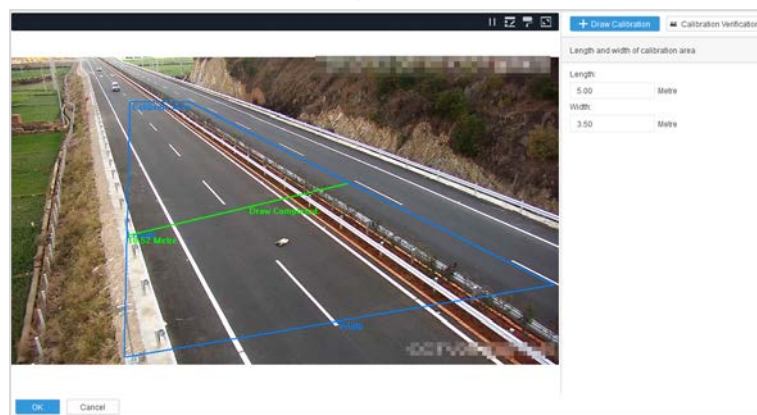 Draw Calibration
Calibration Verification
Length and width of calibration area
Length:
5.00 Metre
Width:
3.50 Metre
Draw Completed
Metre
Width
OK
Cancel